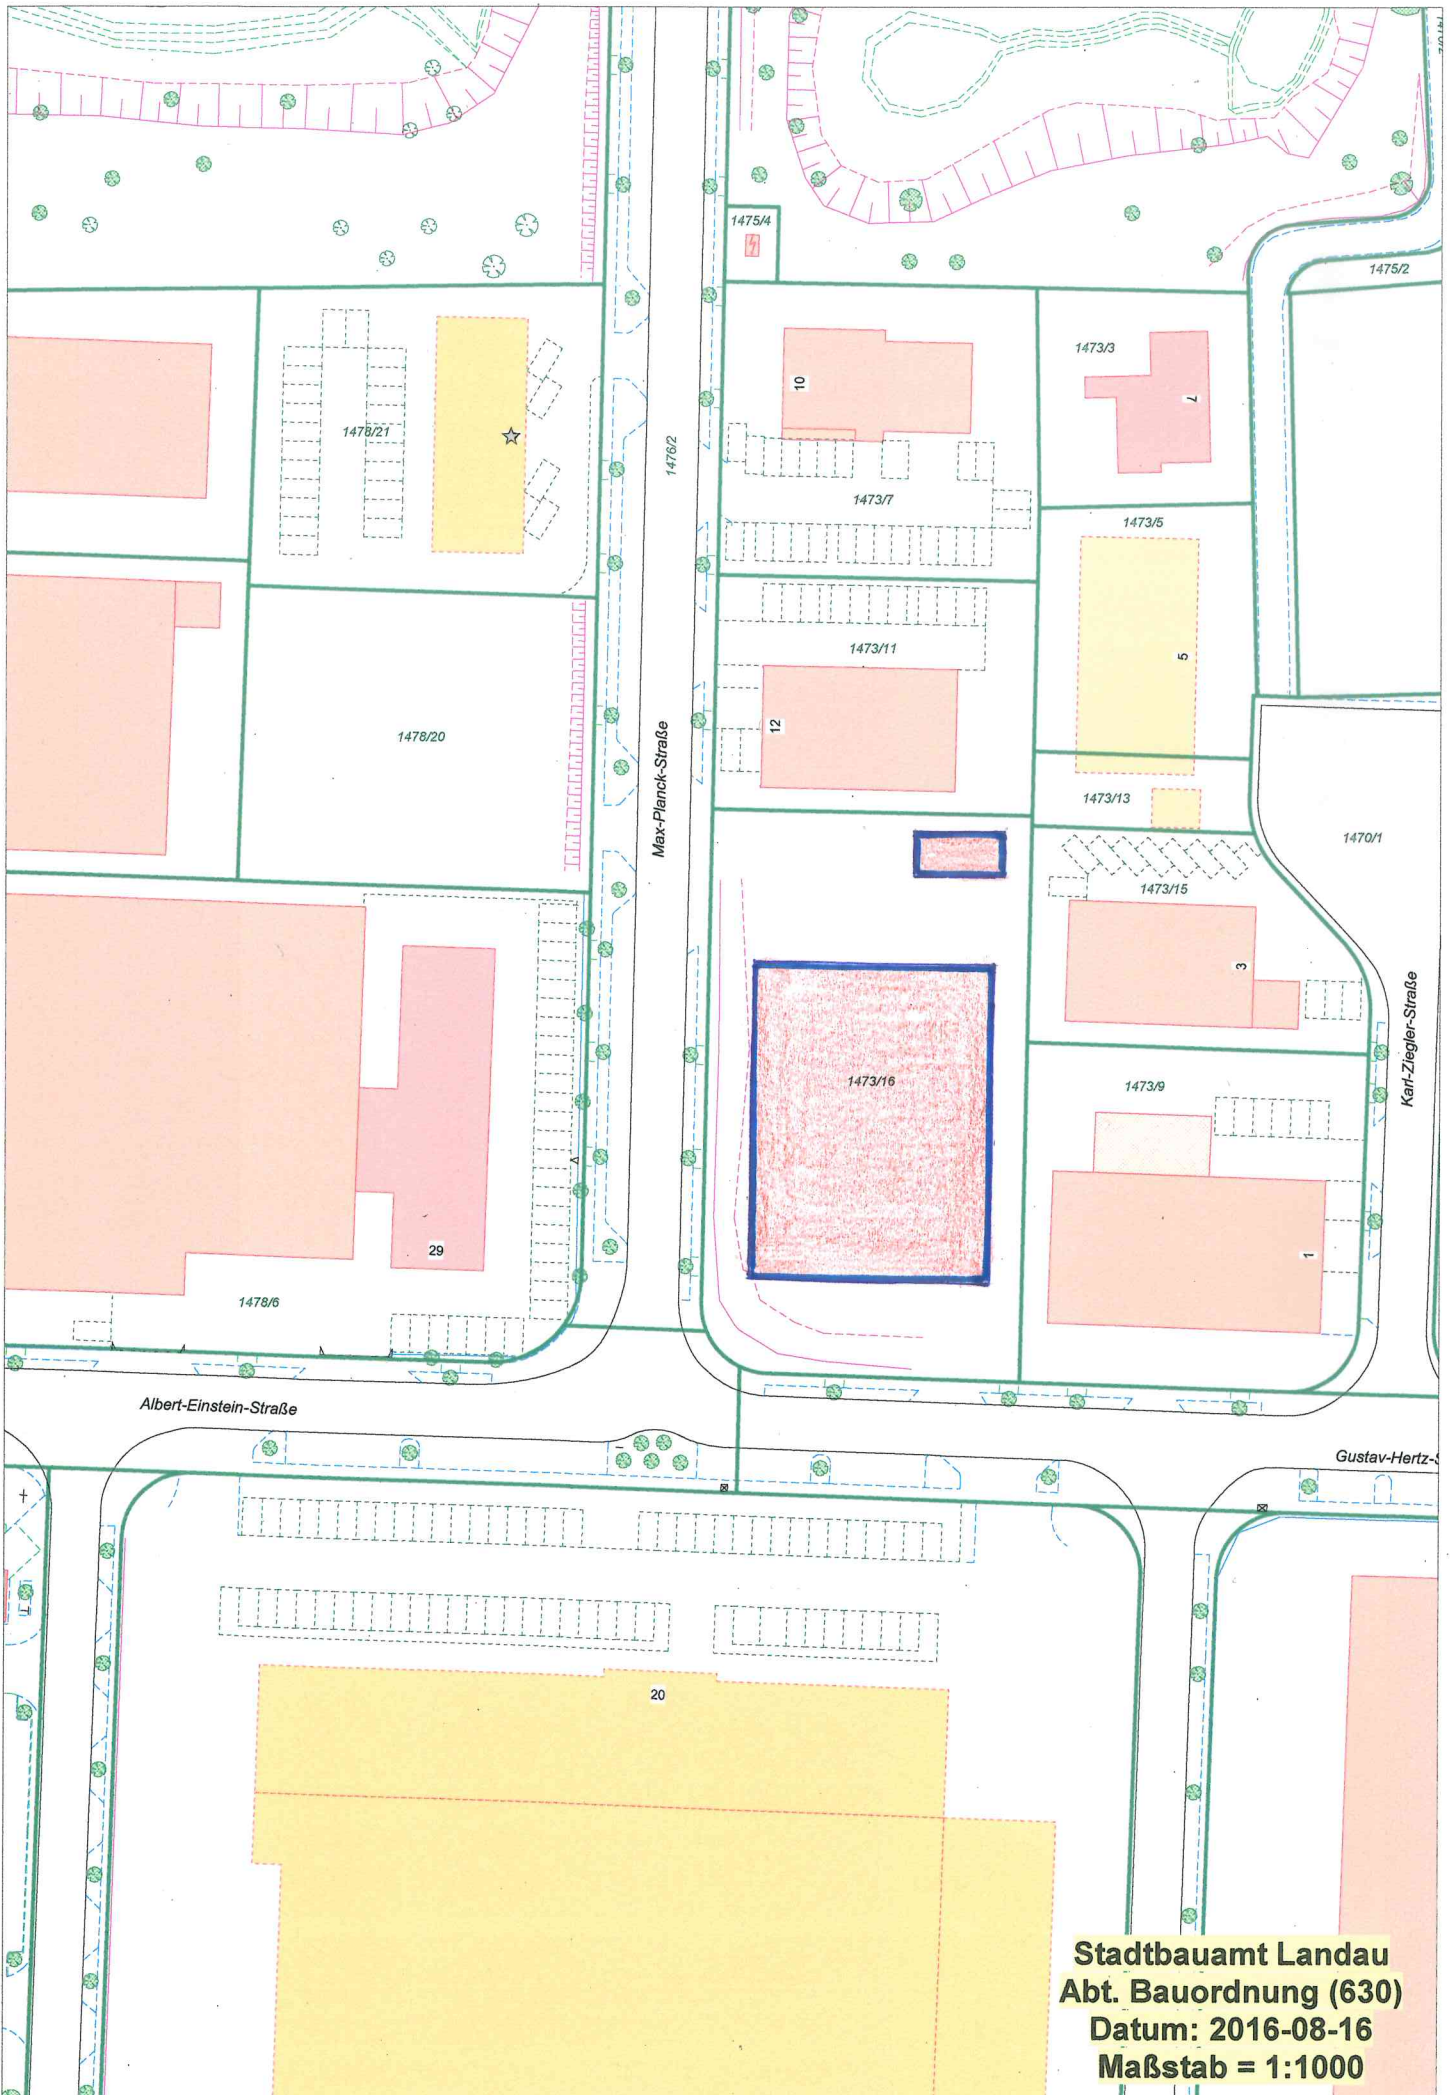 1475/4
1475/2
1473/3
10
7
1478/21
1476/2
1473/7
1473/5
1473/11
5
12
1478/20
Max-Planck-Straße
1473/13
1470/1
1473/15
3
Karl-Ziegler-Straße
1473/16
1473/9
29
1
1478/6
Albert-Einstein-Straße
Gustav-Hertz-S
20
Stadtbauamt Landau
Abt. Bauordnung (630)
Datum: 2016-08-16
Maßstab = 1:1000